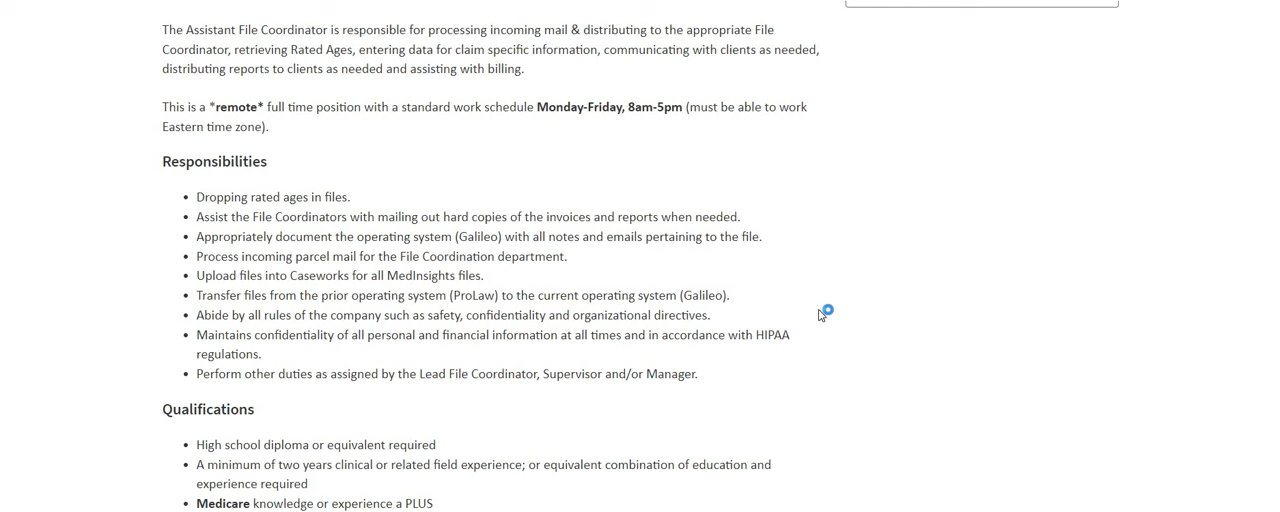 The Assistant File Coordinator is responsible for processing incoming mail & distributing to the appropriate File
Coordinator, retrieving Rated Ages, entering data for claim specific information, communicating with clients as needed,
distributing reports to clients as needed and assisting with billing.
This is a *remote* full time position with a standard work schedule Monday-Friday, 8am-5pm (must be able to work
Eastern time zone).
Responsibilities
• Dropping rated ages in files.
• Assist the File Coordinators with mailing out hard copies of the invoices and reports when needed.
• Appropriately document the operating system (Galileo) with all notes and emails pertaining to the file.
• Process incoming parcel mail for the File Coordination department.
• Upload files into Caseworks for all MedInsights files.
• Transfer files from the prior operating system (ProLaw) to the current operating system (Galileo).
• Abide by all rules of the company such as safety, confidentiality and organizational directives.
• Maintains confidentiality of all personal and financial information at all times and in accordance with HIPAA
regulations.
• Perform other duties as assigned by the Lead File Coordinator, Supervisor and/or Manager.
Qualifications
• High school diploma or equivalent required
• A minimum of two years clinical or related field experience; or equivalent combination of education and
experience required
• Medicare knowledge or experience a PLUS